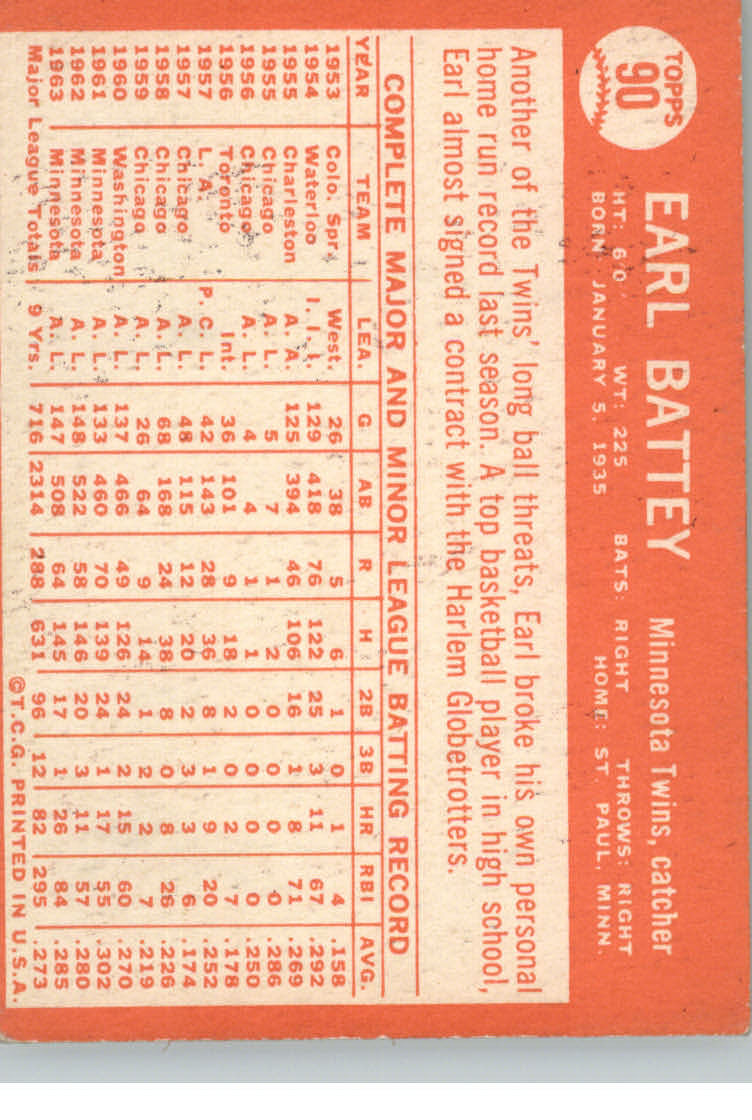 TOPPS
90
EARL BATTEY Minnesota Twins, catcher
HT: 6'0 WT: 225 BATS: RIGHT THROWS: RIGHT
BORN: JANUARY 5, 1935 HOME: ST. PAUL, MINN.
Another of the Twins' long ball threats, Earl broke his own personal
home run record last season. A top basketball player in high school,
Earl almost signed a contract with the Harlem Globetrotters.
COMPLETE MAJOR AND MINOR LEAGUE BATTING RECORD
YEAR TEAM LEA. G AB R H 2B 3B HR RBI AVG.
1953 Colo. Spr. West. 26 38 5 6 1 0 1 4 .158
1954 Waterloo I. I. I. 129 418 76 122 25 3 11 67 .292
1955 Charleston A. A. 125 394 46 106 16 1 8 71 .269
1955 Chicago A. L. 5 7 1 2 0 0 0 0 .286
1956 Chicago A. L. 4 4 1 1 0 0 0 0 .250
1956 Toronto Int. 36 101 9 18 2 0 2 7 .178
1957 L. A. P. C. L. 42 143 28 36 8 1 9 20 .252
1957 Chicago A. L. 48 115 12 20 2 3 3 6 .174
1958 Chicago A. L. 68 168 24 38 8 0 8 26 .226
1959 Chicago A. L. 26 64 9 14 1 2 2 7 .219
1960 Washington A. L. 137 466 49 126 24 2 15 60 .270
1961 Minnesota A. L. 133 460 70 139 24 1 17 55 .302
1962 Minnesota A. L. 148 522 58 146 20 3 11 57 .280
1963 Minnesota A. L. 147 508 64 145 17 1 26 84 .285
Major League Totals 9 Yrs. 716 2314 288 631 96 12 82 295 .273
©T.C.G. PRINTED IN U.S.A.